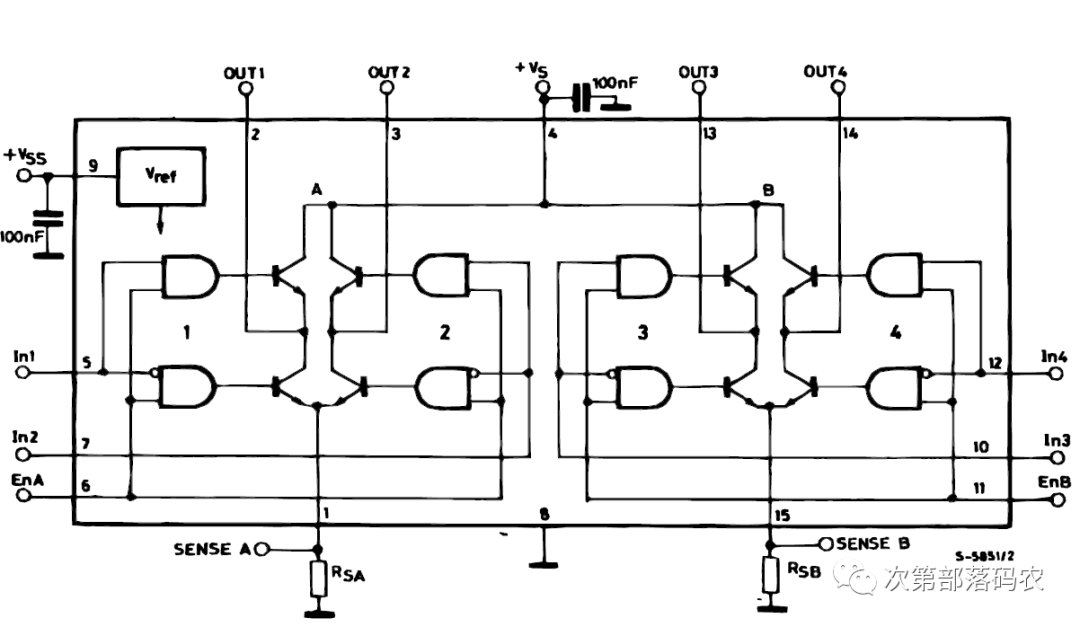 OUT1
OUT2
+VS
100nF
OUT3
OUT4
2
3
4
13
14
+VSS
9
Vref
A
B
100nF
1
2
3
4
In1
5
12
In4
In2
7
10
In3
EnA
6
11
EnB
1
8
15
SENSE A
SENSE B
S-5851/2
RSA
RSB
次第部落码农